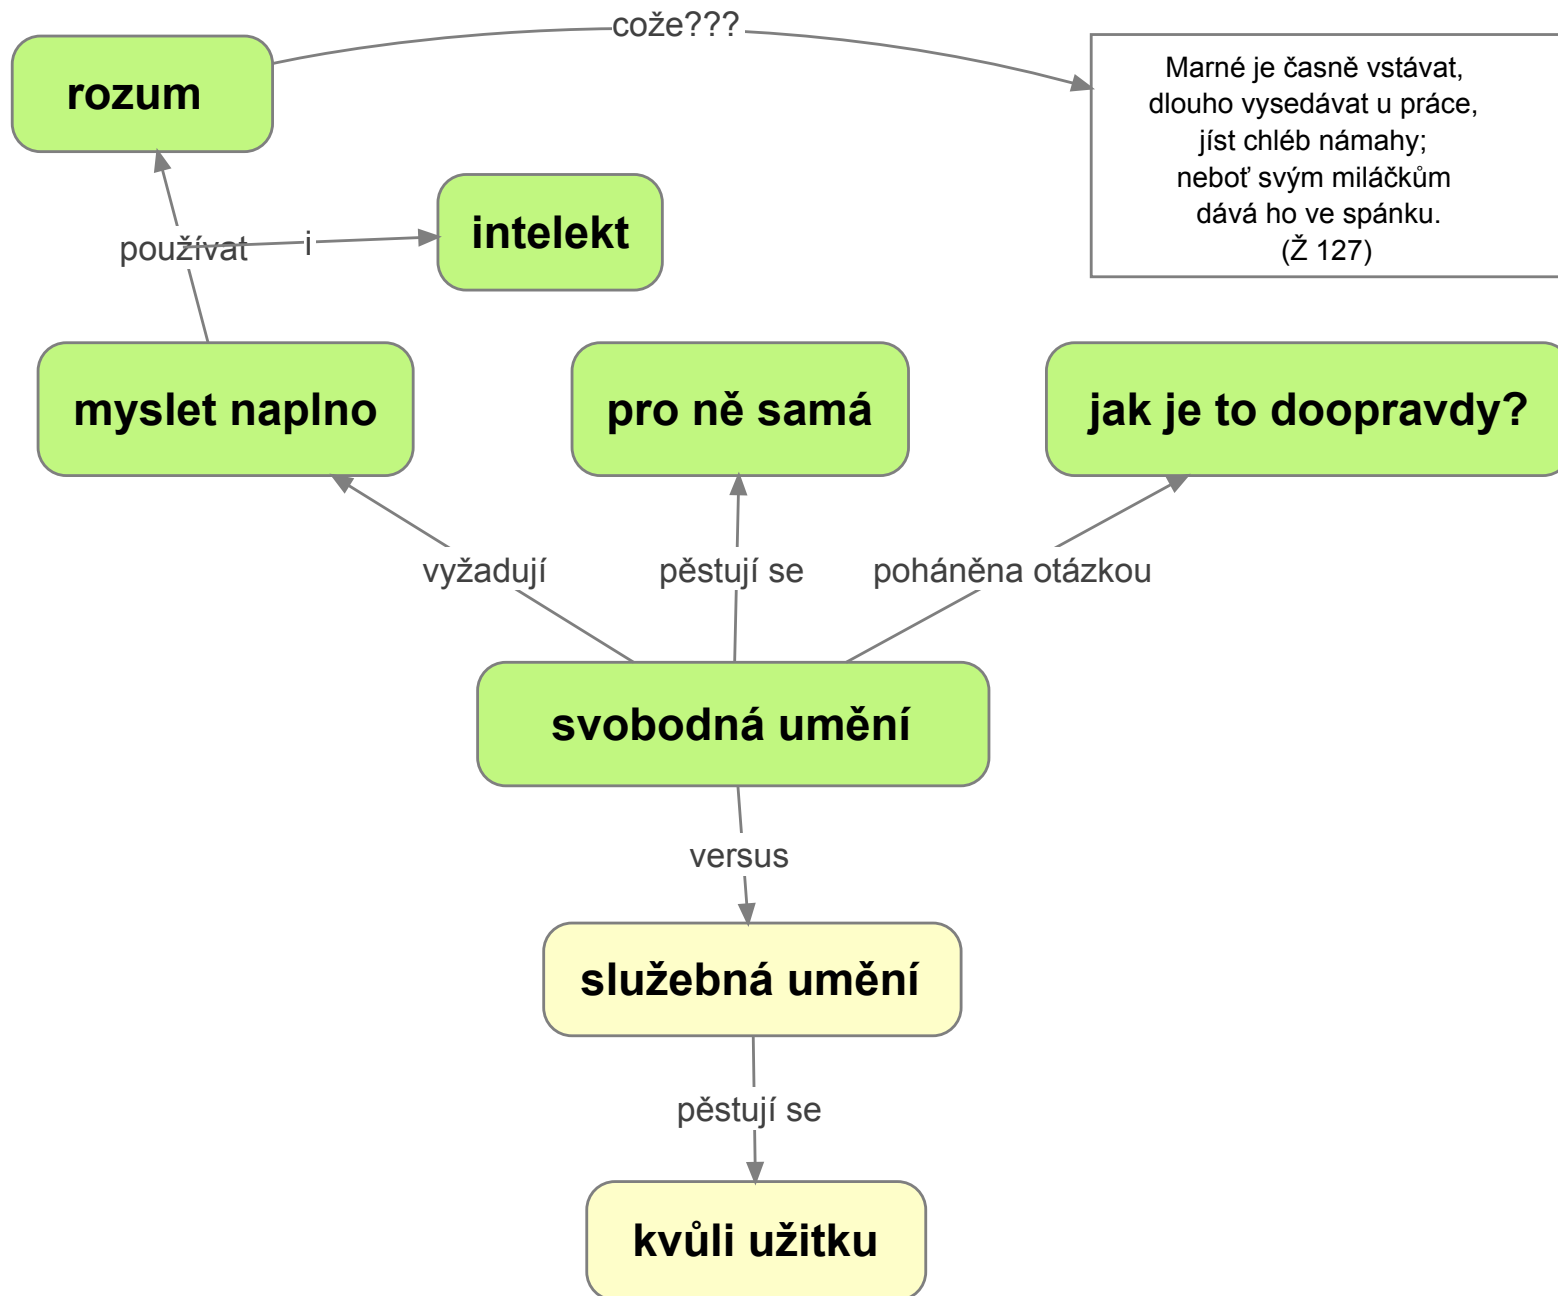 cože???
rozum
Marné je časně vstávat,
dlouho vysedávat u práce,
jíst chléb námahy;
neboť svým miláčkům
dává ho ve spánku.
(Ž 127)
používat
i
intelekt
myslet naplno
pro ně samá
jak je to doopravdy?
vyžadují
pěstují se
poháněna otázkou
svobodná umění
versus
služebná umění
pěstují se
kvůli užitku